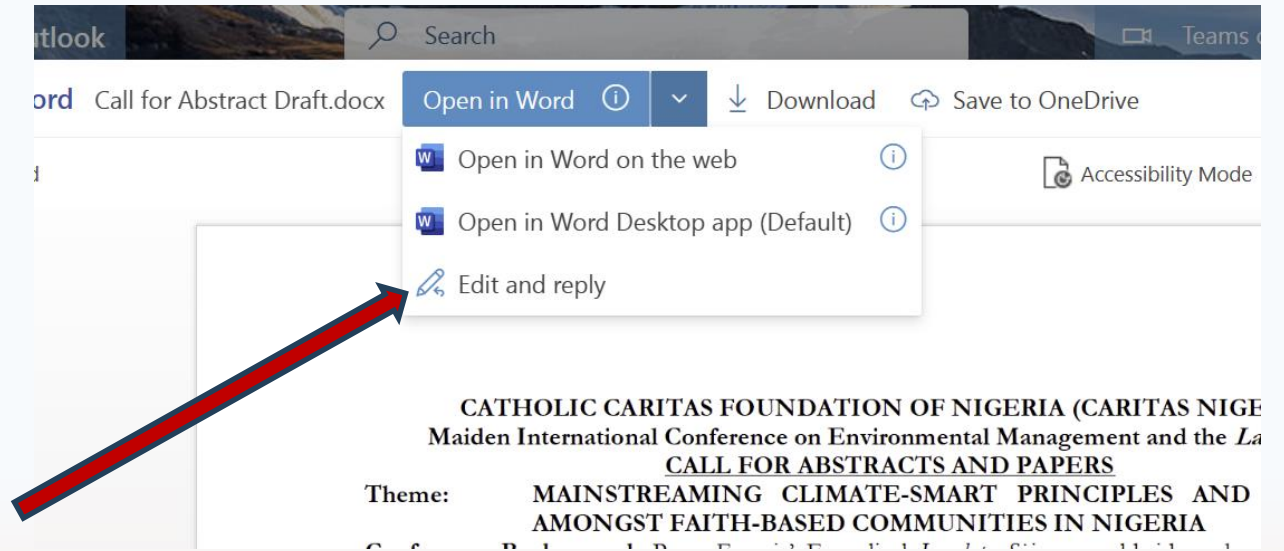 utlook Search Teams
ord Call for Abstract Draft.docx Open in Word Download Save to OneDrive
Open in Word on the web
Accessibility Mode
Open in Word Desktop app (Default)
Edit and reply
CATHOLIC CARITAS FOUNDATION OF NIGERIA (CARITAS NIGE
Maiden International Conference on Environmental Management and the La
CALL FOR ABSTRACTS AND PAPERS
Theme: MAINSTREAMING CLIMATE-SMART PRINCIPLES AND
AMONGST FAITH-BASED COMMUNITIES IN NIGERIA